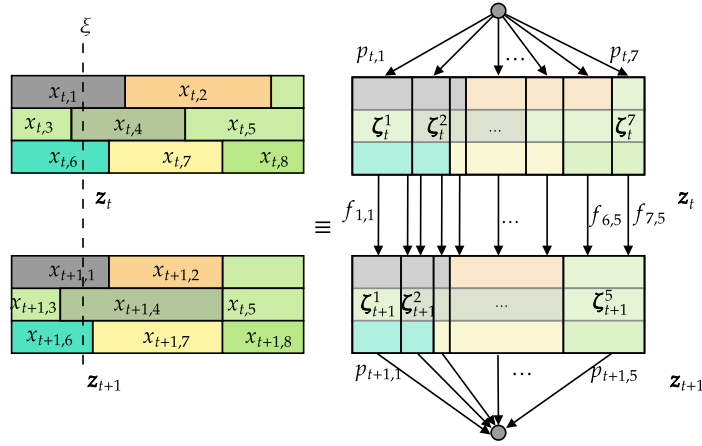 ξ
x_{t,1} x_{t,2}
x_{t,3} x_{t,4} x_{t,5}
x_{t,6} x_{t,7} x_{t,8}
z_t
x_{t+1,1} x_{t+1,2}
x_{t+1,3} x_{t+1,4} x_{t,5}
x_{t+1,6} x_{t+1,7} x_{t+1,8}
z_{t+1}
≡
p_{t,1} ... p_{t,7}
ζ_t^1 ζ_t^2 ... ζ_t^7
z_t
f_{1,1} ... f_{6,5} f_{7,5}
ζ_{t+1}^1 ζ_{t+1}^2 ... ζ_{t+1}^5
p_{t+1,1} ... p_{t+1,5}
z_{t+1}